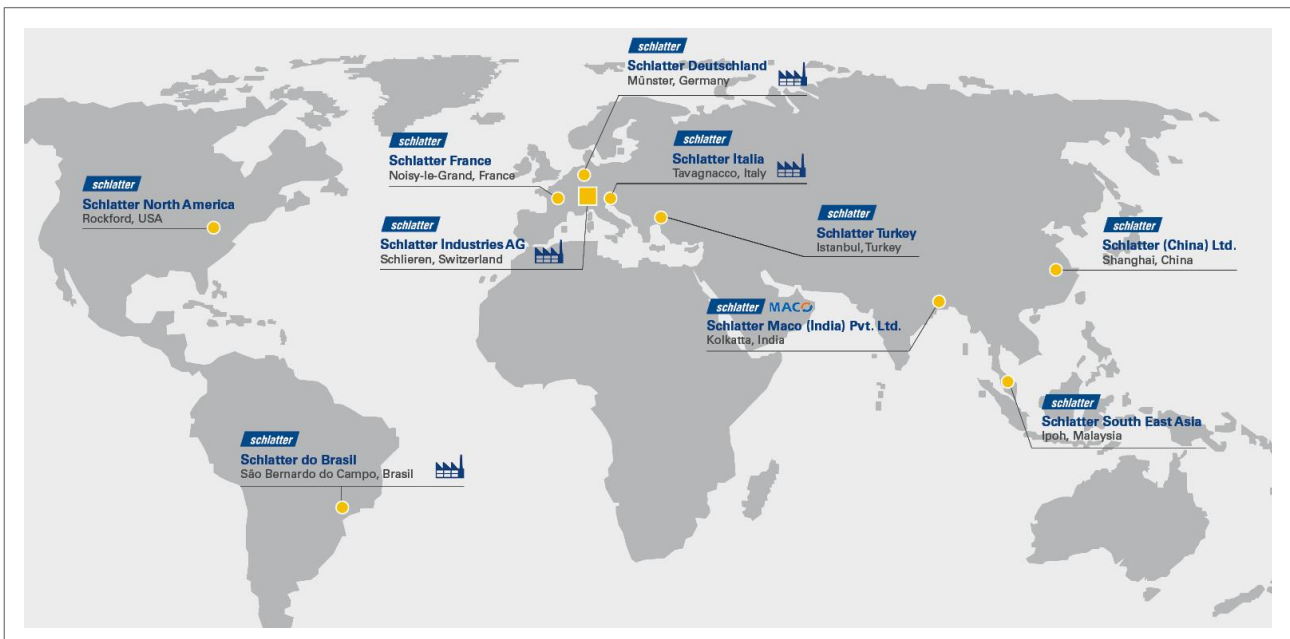 schlatter
Schlatter Deutschland
Münster, Germany
schlatter
Schlatter France
Noisy-le-Grand, France
schlatter
Schlatter Italia
Tavagnacco, Italy
schlatter
Schlatter North America
Rockford, USA
schlatter
Schlatter Industries AG
Schlieren, Switzerland
schlatter
Schlatter Turkey
Istanbul, Turkey
schlatter
Schlatter (China) Ltd.
Shanghai, China
schlatter MACO
Schlatter Maco (India) Pvt. Ltd.
Kolkatta, India
schlatter
Schlatter South East Asia
Ipoh, Malaysia
schlatter
Schlatter do Brasil
São Bernardo do Campo, Brasil